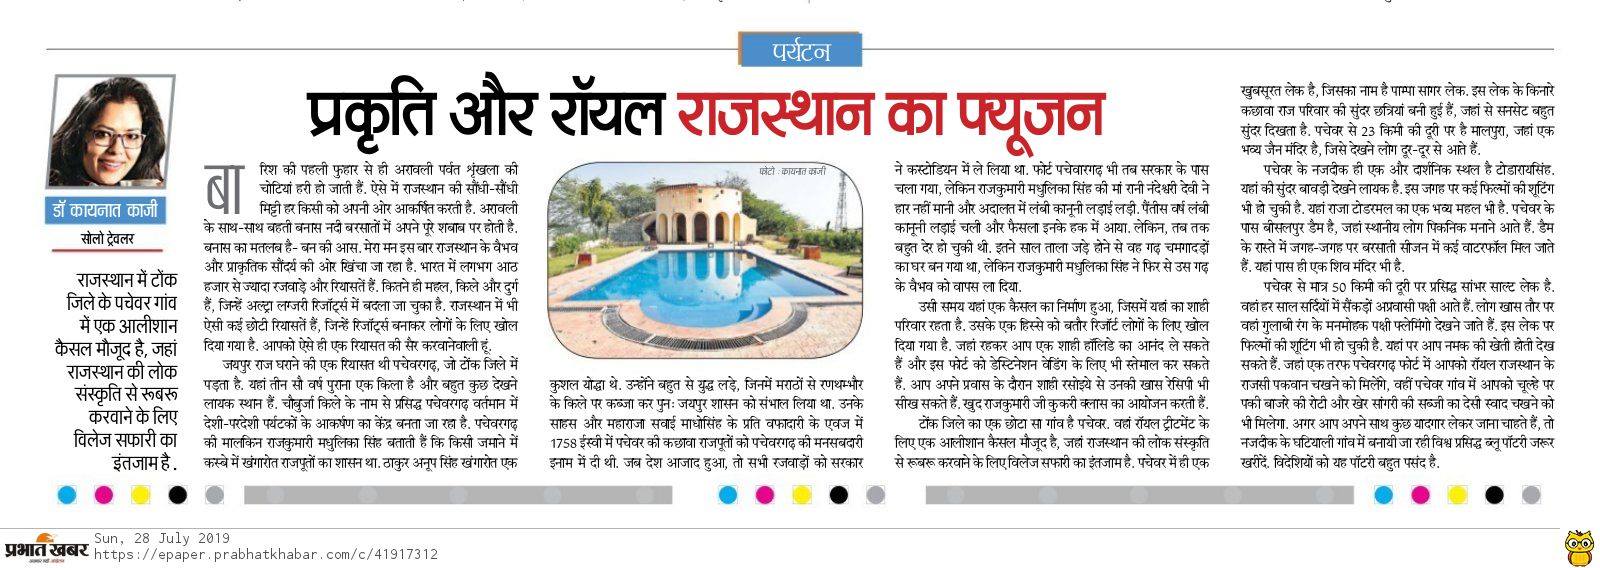 पर्यटन
प्रकृति और रॉयल राजस्थान का फ्यूजन
डॉ कायनात काजी
सोलो ट्रेवलर
राजस्थान में टोंक
जिले के पचेवर गांव
में एक आलीशान
कैसल मौजूद है, जहां
राजस्थान की लोक
संस्कृति से रूबरू
करवाने के लिए
विलेज सफारी का
इंतजाम है .
बारिश की पहली फुहार से ही अरावली पर्वत शृंखला की
चोटियां हरी हो जाती हैं. ऐसे में राजस्थान की सौंधी-सौंधी
मिट्टी हर किसी को अपनी ओर आकर्षित करती है. अरावली
के साथ-साथ बहती बनास नदी बरसातों में अपने पूरे शबाब पर होती है.
बनास का मतलब है- बन की आस. मेरा मन इस बार राजस्थान के वैभव
और प्राकृतिक सौंदर्य की ओर खिंचा जा रहा है. भारत में लगभग आठ
हजार से ज्यादा रजवाड़े और रियासतें हैं. कितने ही महल, किले और दुर्ग
हैं, जिन्हें अल्ट्रा लग्जरी रिजॉर्ट्स में बदला जा चुका है. राजस्थान में भी
ऐसी कई छोटी रियासतें हैं, जिन्हें रिजॉर्ट्स बनाकर लोगों के लिए खोल
दिया गया है. आपको ऐसे ही एक रियासत की सैर करवानेवाली हूं.
जयपुर राज घराने की एक रियासत थी पचेवरगढ़, जो टोंक जिले में
पड़ता है. यहां तीन सौ वर्ष पुराना एक किला है और बहुत कुछ देखने
लायक स्थान हैं. चौबुर्जा किले के नाम से प्रसिद्ध पचेवरगढ़ वर्तमान में
देशी-परदेशी पर्यटकों के आकर्षण का केंद्र बनता जा रहा है. पचेवरगढ़
की मालकिन राजकुमारी मधुलिका सिंह बताती हैं कि किसी जमाने में
कस्बे में खंगारोत राजपूतों का शासन था. ठाकुर अनूप सिंह खंगारोत एक
फोटो : कायनात काजी
कुशल योद्धा थे. उन्होंने बहुत से युद्ध लड़े, जिनमें मराठों से रणथम्भौर
के किले पर कब्जा कर पुनः जयपुर शासन को संभाल लिया था. उनके
साहस और महाराजा सवाई माधोसिंह के प्रति वफादारी के एवज में
1758 इंस्वी में पचेवर की कछावा राजपूतों को पचेवरगढ़ की मनसबदारी
इनाम में दी थी. जब देश आजाद हुआ, तो सभी रजवाड़ों को सरकार
ने कस्टोडियन में ले लिया था. फोर्ट पचेवारगढ़ भी तब सरकार के पास
चला गया, लेकिन राजकुमारी मधुलिका सिंह की मां रानी नंदेश्वरी देवी ने
हार नहीं मानी और अदालत में लंबी कानूनी लड़ाई लड़ी. पैंतीस वर्ष लंबी
कानूनी लड़ाई चली और फैसला इनके हक में आया. लेकिन, तब तक
बहुत देर हो चुकी थी. इतने साल ताला जड़े होने से वह गढ़ चमगादड़ों
का घर बन गया था, लेकिन राजकुमारी मधुलिका सिंह ने फिर से उस गढ़
के वैभव को वापस ला दिया.
उसी समय यहां एक कैसल का निर्माण हुआ, जिसमें यहां का शाही
परिवार रहता है. उसके एक हिस्से को बतौर रिजॉर्ट लोगों के लिए खोल
दिया गया है. जहां रहकर आप एक शाही हॉलिडे का आनंद ले सकते
हैं और इस फोर्ट को डेस्टिनेशन वेडिंग के लिए भी स्तेमाल कर सकते
हैं. आप अपने प्रवास के दौरान शाही रसोइये से उनकी खास रेसिपी भी
सीख सकते हैं. खुद राजकुमारी जी कुकरी क्लास का आयोजन करती हैं.
टोंक जिले का एक छोटा सा गांव है पचेवर. वहां रॉयल ट्रीटमेंट के
लिए एक आलीशान कैसल मौजूद है, जहां राजस्थान की लोक संस्कृति
से रूबरू करवाने के लिए विलेज सफारी का इंतजाम है. पचेवर में ही एक
खुबसूरत लेक है, जिसका नाम है पाम्पा सागर लेक. इस लेक के किनारे
कछावा राज परिवार की सुंदर छत्रियां बनी हुई हैं, जहां से सनसेट बहुत
सुंदर दिखता है. पचेवर से 23 किमी की दूरी पर है मालपुरा, जहां एक
भव्य जैन मंदिर है, जिसे देखने लोग दूर-दूर से आते हैं.
पचेवर के नजदीक ही एक और दार्शनिक स्थल है टोडारायसिंह.
यहां की सुंदर बावड़ी देखने लायक है. इस जगह पर कई फिल्मों की शूटिंग
भी हो चुकी है. यहां राजा टोडरमल का एक भव्य महल भी है. पचेवर के
पास बीसलपुर डैम है, जहां स्थानीय लोग पिकनिक मनाने आते हैं. डैम
के रास्ते में जगह-जगह पर बरसाती सीजन में कई वाटरफॉल मिल जाते
हैं. यहां पास ही एक शिव मंदिर भी है.
पचेवर से मात्र 50 किमी की दूरी पर प्रसिद्ध सांभर साल्ट लेक है.
वहां हर साल सर्दियों में सैंकड़ों अप्रवासी पक्षी आते हैं. लोग खास तौर पर
वहां गुलाबी रंग के मनमोहक पक्षी फ्लेमिंगो देखने जाते हैं. इस लेक पर
फिल्मों की शूटिंग भी हो चुकी है. यहां पर आप नमक की खेती होती देख
सकते हैं. जहां एक तरफ पचेवरगढ़ फोर्ट में आपको रॉयल राजस्थान के
राजसी पकवान चखने को मिलेंगे, वहीं पचेवर गांव में आपको चूल्हे पर
पकी बाजरे की रोटी और खेर सांगरी की सब्जी का देसी स्वाद चखने को
भी मिलेगा. अगर आप अपने साथ कुछ यादगार लेकर जाना चाहते हैं, तो
नजदीक के घटियाली गांव में बनायी जा रही विश्व प्रसिद्ध ब्लू पॉटरी जरूर
खरीदें. विदेशियों को यह पॉटरी बहुत पसंद है.
प्रभात खबर
Sun, 28 July 2019
https://epaper.prabhatkhabar.com/c/41917312